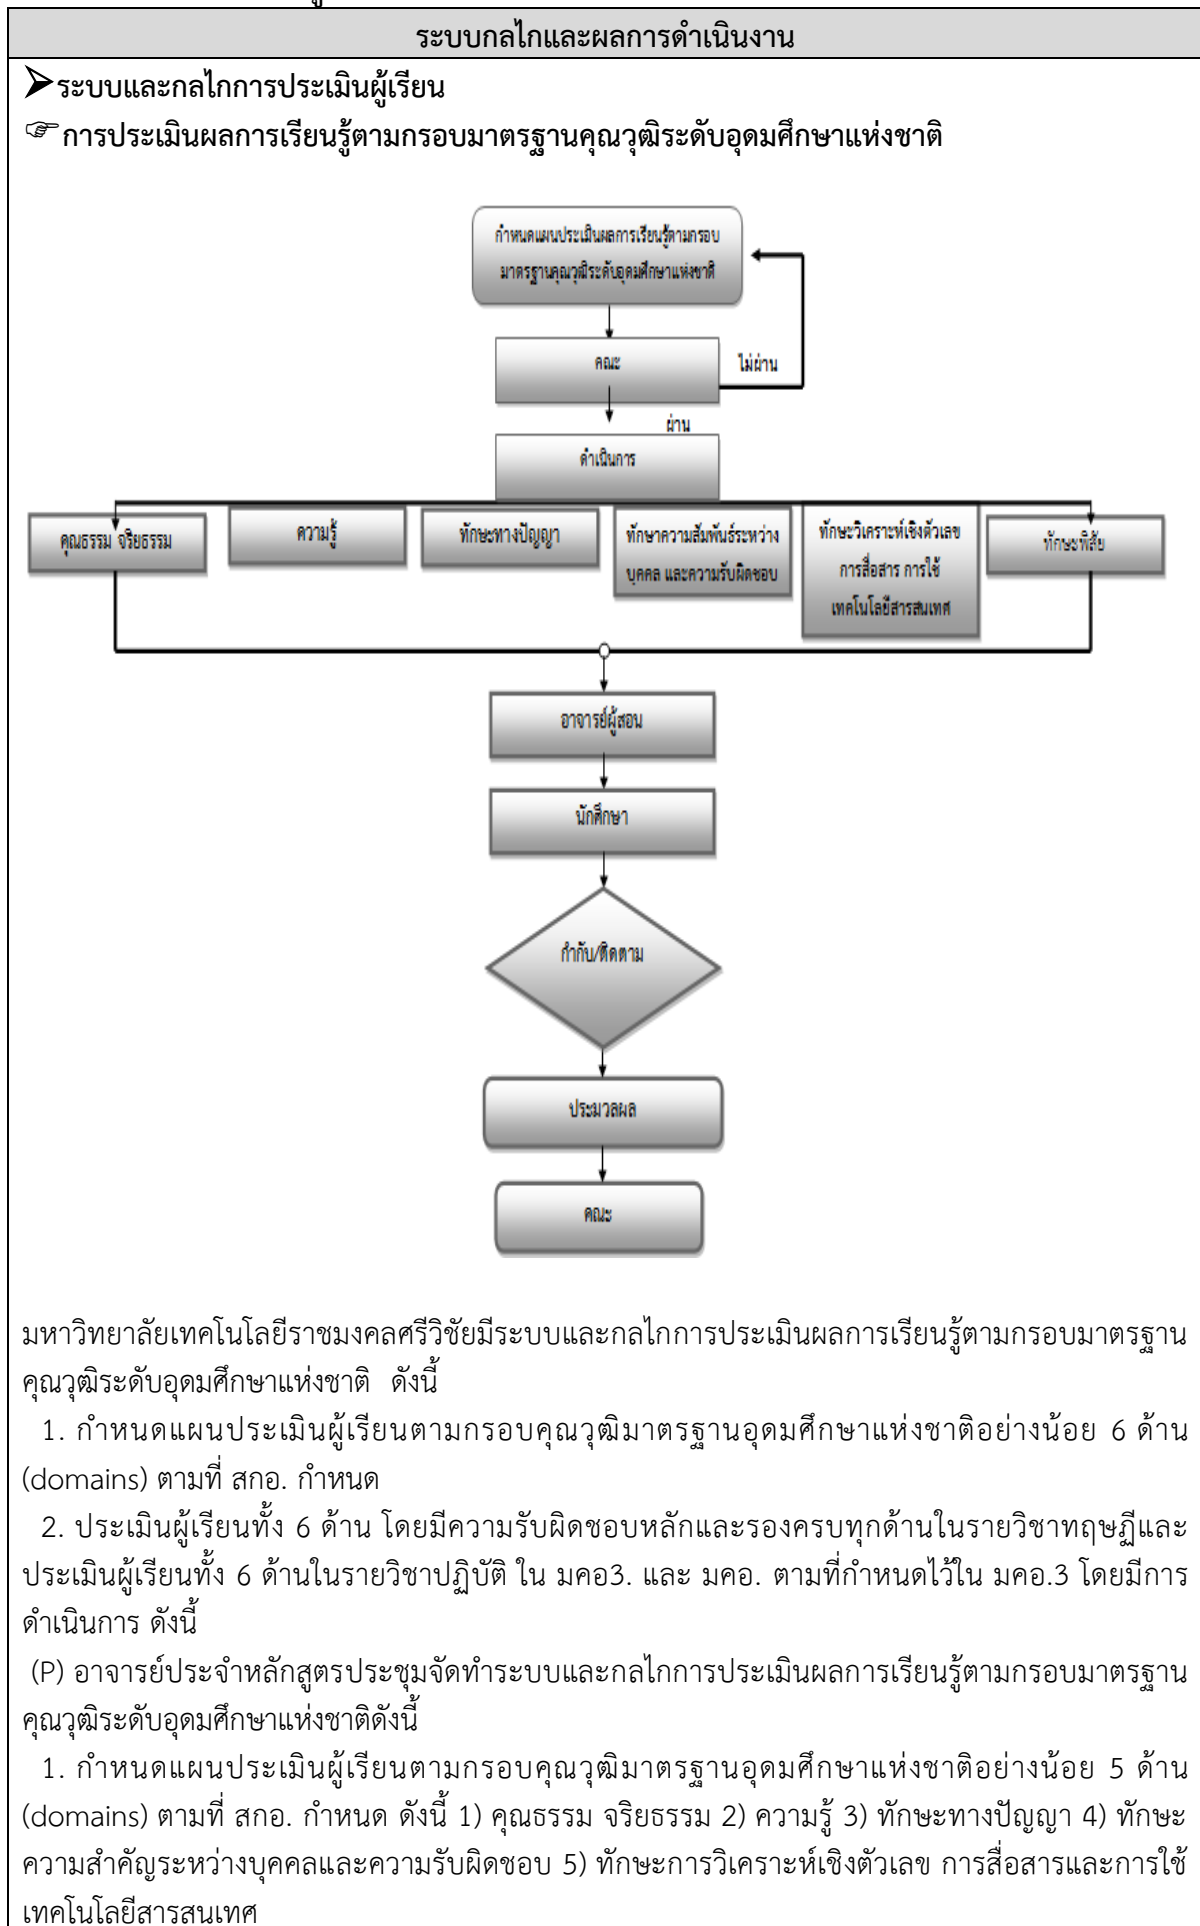 ระบบกลไกและผลการดำเนินงาน
➢ระบบและกลไกการประเมินผู้เรียน
☞การประเมินผลการเรียนรู้ตามกรอบมาตรฐานคุณวุฒิระดับอุดมศึกษาแห่งชาติ
กำหนดแผนประเมินผลการเรียนรู้ตามกรอบ
มาตรฐานคุณวุฒิระดับอุดมศึกษาแห่งชาติ
คณะ
ไม่ผ่าน
ผ่าน
ดำเนินการ
คุณธรรม จริยธรรม
ความรู้
ทักษะทางปัญญา
ทักษาความสัมพันธ์ระหว่าง
บุคคล และความรับผิดชอบ
ทักษะวิเคราะห์เชิงตัวเลข
การสื่อสาร การใช้
เทคโนโลยีสารสนเทศ
ทักษะพิสัย
อาจารย์ผู้สอน
นักศึกษา
กำกับ/ติดตาม
ประมวลผล
คณะ
มหาวิทยาลัยเทคโนโลยีราชมงคลศรีวิชัยมีระบบและกลไกการประเมินผลการเรียนรู้ตามกรอบมาตรฐาน
คุณวุฒิระดับอุดมศึกษาแห่งชาติ ดังนี้
1. กำหนดแผนประเมินผู้เรียนตามกรอบคุณวุฒิมาตรฐานอุดมศึกษาแห่งชาติอย่างน้อย 6 ด้าน
(domains) ตามที่ สกอ. กำหนด
2. ประเมินผู้เรียนทั้ง 6 ด้าน โดยมีความรับผิดชอบหลักและรองครบทุกด้านในรายวิชาทฤษฏีและ
ประเมินผู้เรียนทั้ง 6 ด้านในรายวิชาปฏิบัติ ใน มคอ3. และ มคอ. ตามที่กำหนดไว้ใน มคอ.3 โดยมีการ
ดำเนินการ ดังนี้
(P) อาจารย์ประจำหลักสูตรประชุมจัดทำระบบและกลไกการประเมินผลการเรียนรู้ตามกรอบมาตรฐาน
คุณวุฒิระดับอุดมศึกษาแห่งชาติดังนี้
1. กำหนดแผนประเมินผู้เรียนตามกรอบคุณวุฒิมาตรฐานอุดมศึกษาแห่งชาติอย่างน้อย 5 ด้าน
(domains) ตามที่ สกอ. กำหนด ดังนี้ 1) คุณธรรม จริยธรรม 2) ความรู้ 3) ทักษะทางปัญญา 4) ทักษะ
ความสำคัญระหว่างบุคคลและความรับผิดชอบ 5) ทักษะการวิเคราะห์เชิงตัวเลข การสื่อสารและการใช้
เทคโนโลยีสารสนเทศ